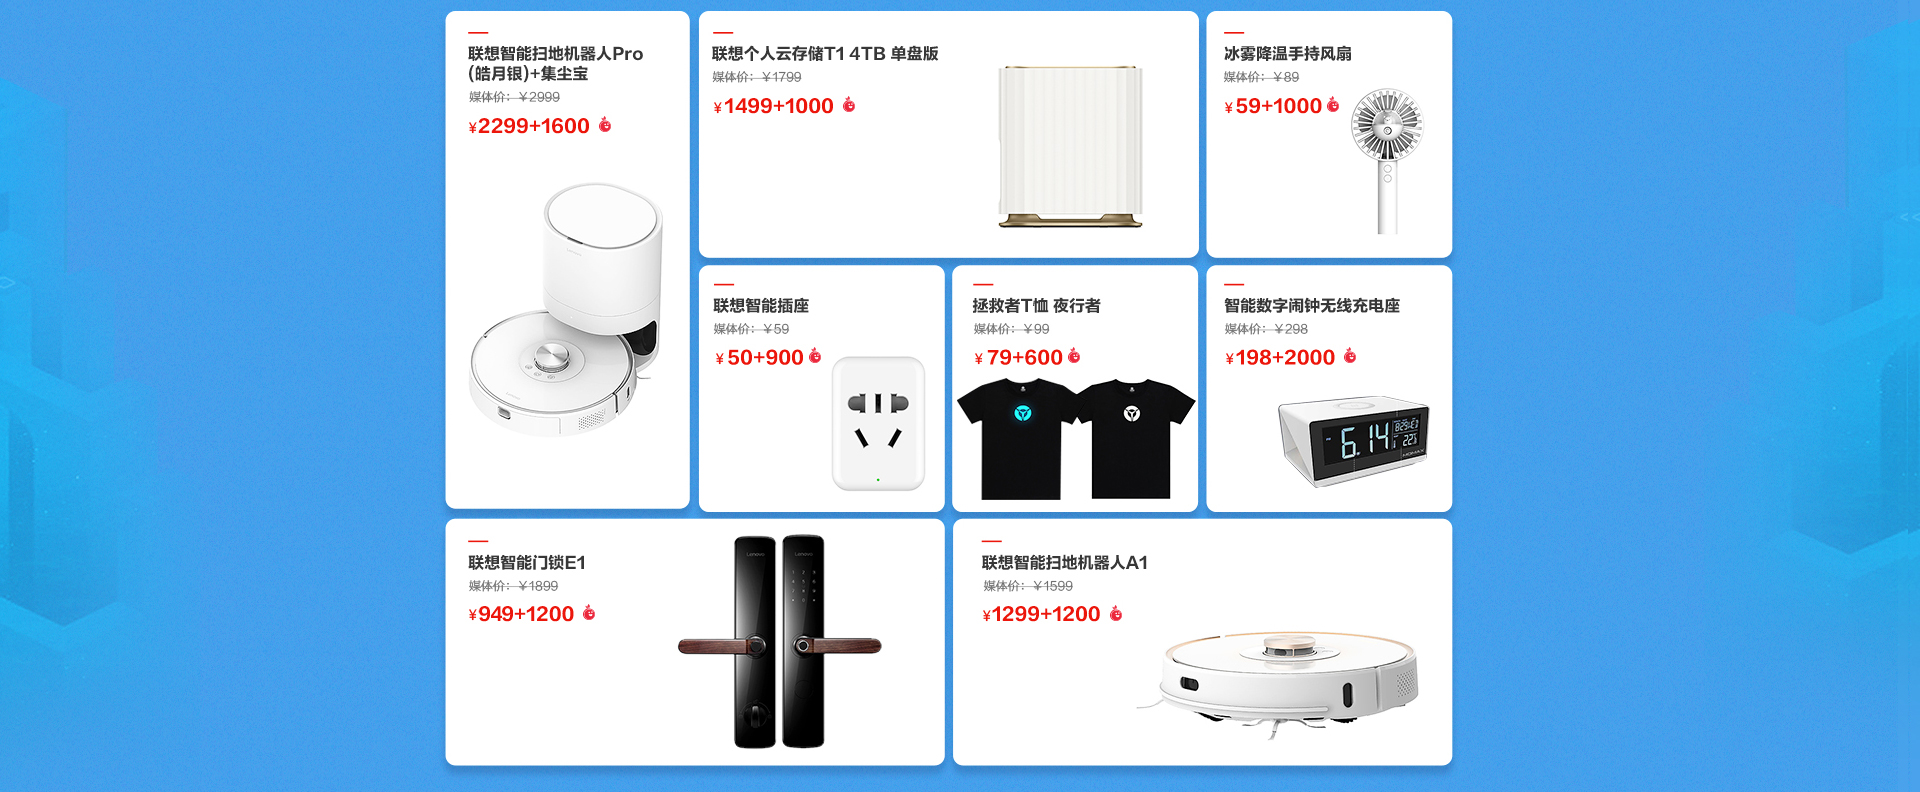 联想智能扫地机器人Pro
(皓月银)+集尘宝
媒体价：￥2999
¥2299+1600
联想个人云存储T1 4TB 单盘版
媒体价：￥1799
¥1499+1000
冰雾降温手持风扇
媒体价：￥89
¥59+1000
联想智能插座
媒体价：￥59
¥50+900
拯救者T恤 夜行者
媒体价：￥99
¥79+600
智能数字闹钟无线充电座
媒体价：￥298
¥198+2000
6.14
22
联想智能门锁E1
媒体价：￥1899
¥949+1200
Lenovo
Lenovo
联想智能扫地机器人A1
媒体价：￥1599
¥1299+1200